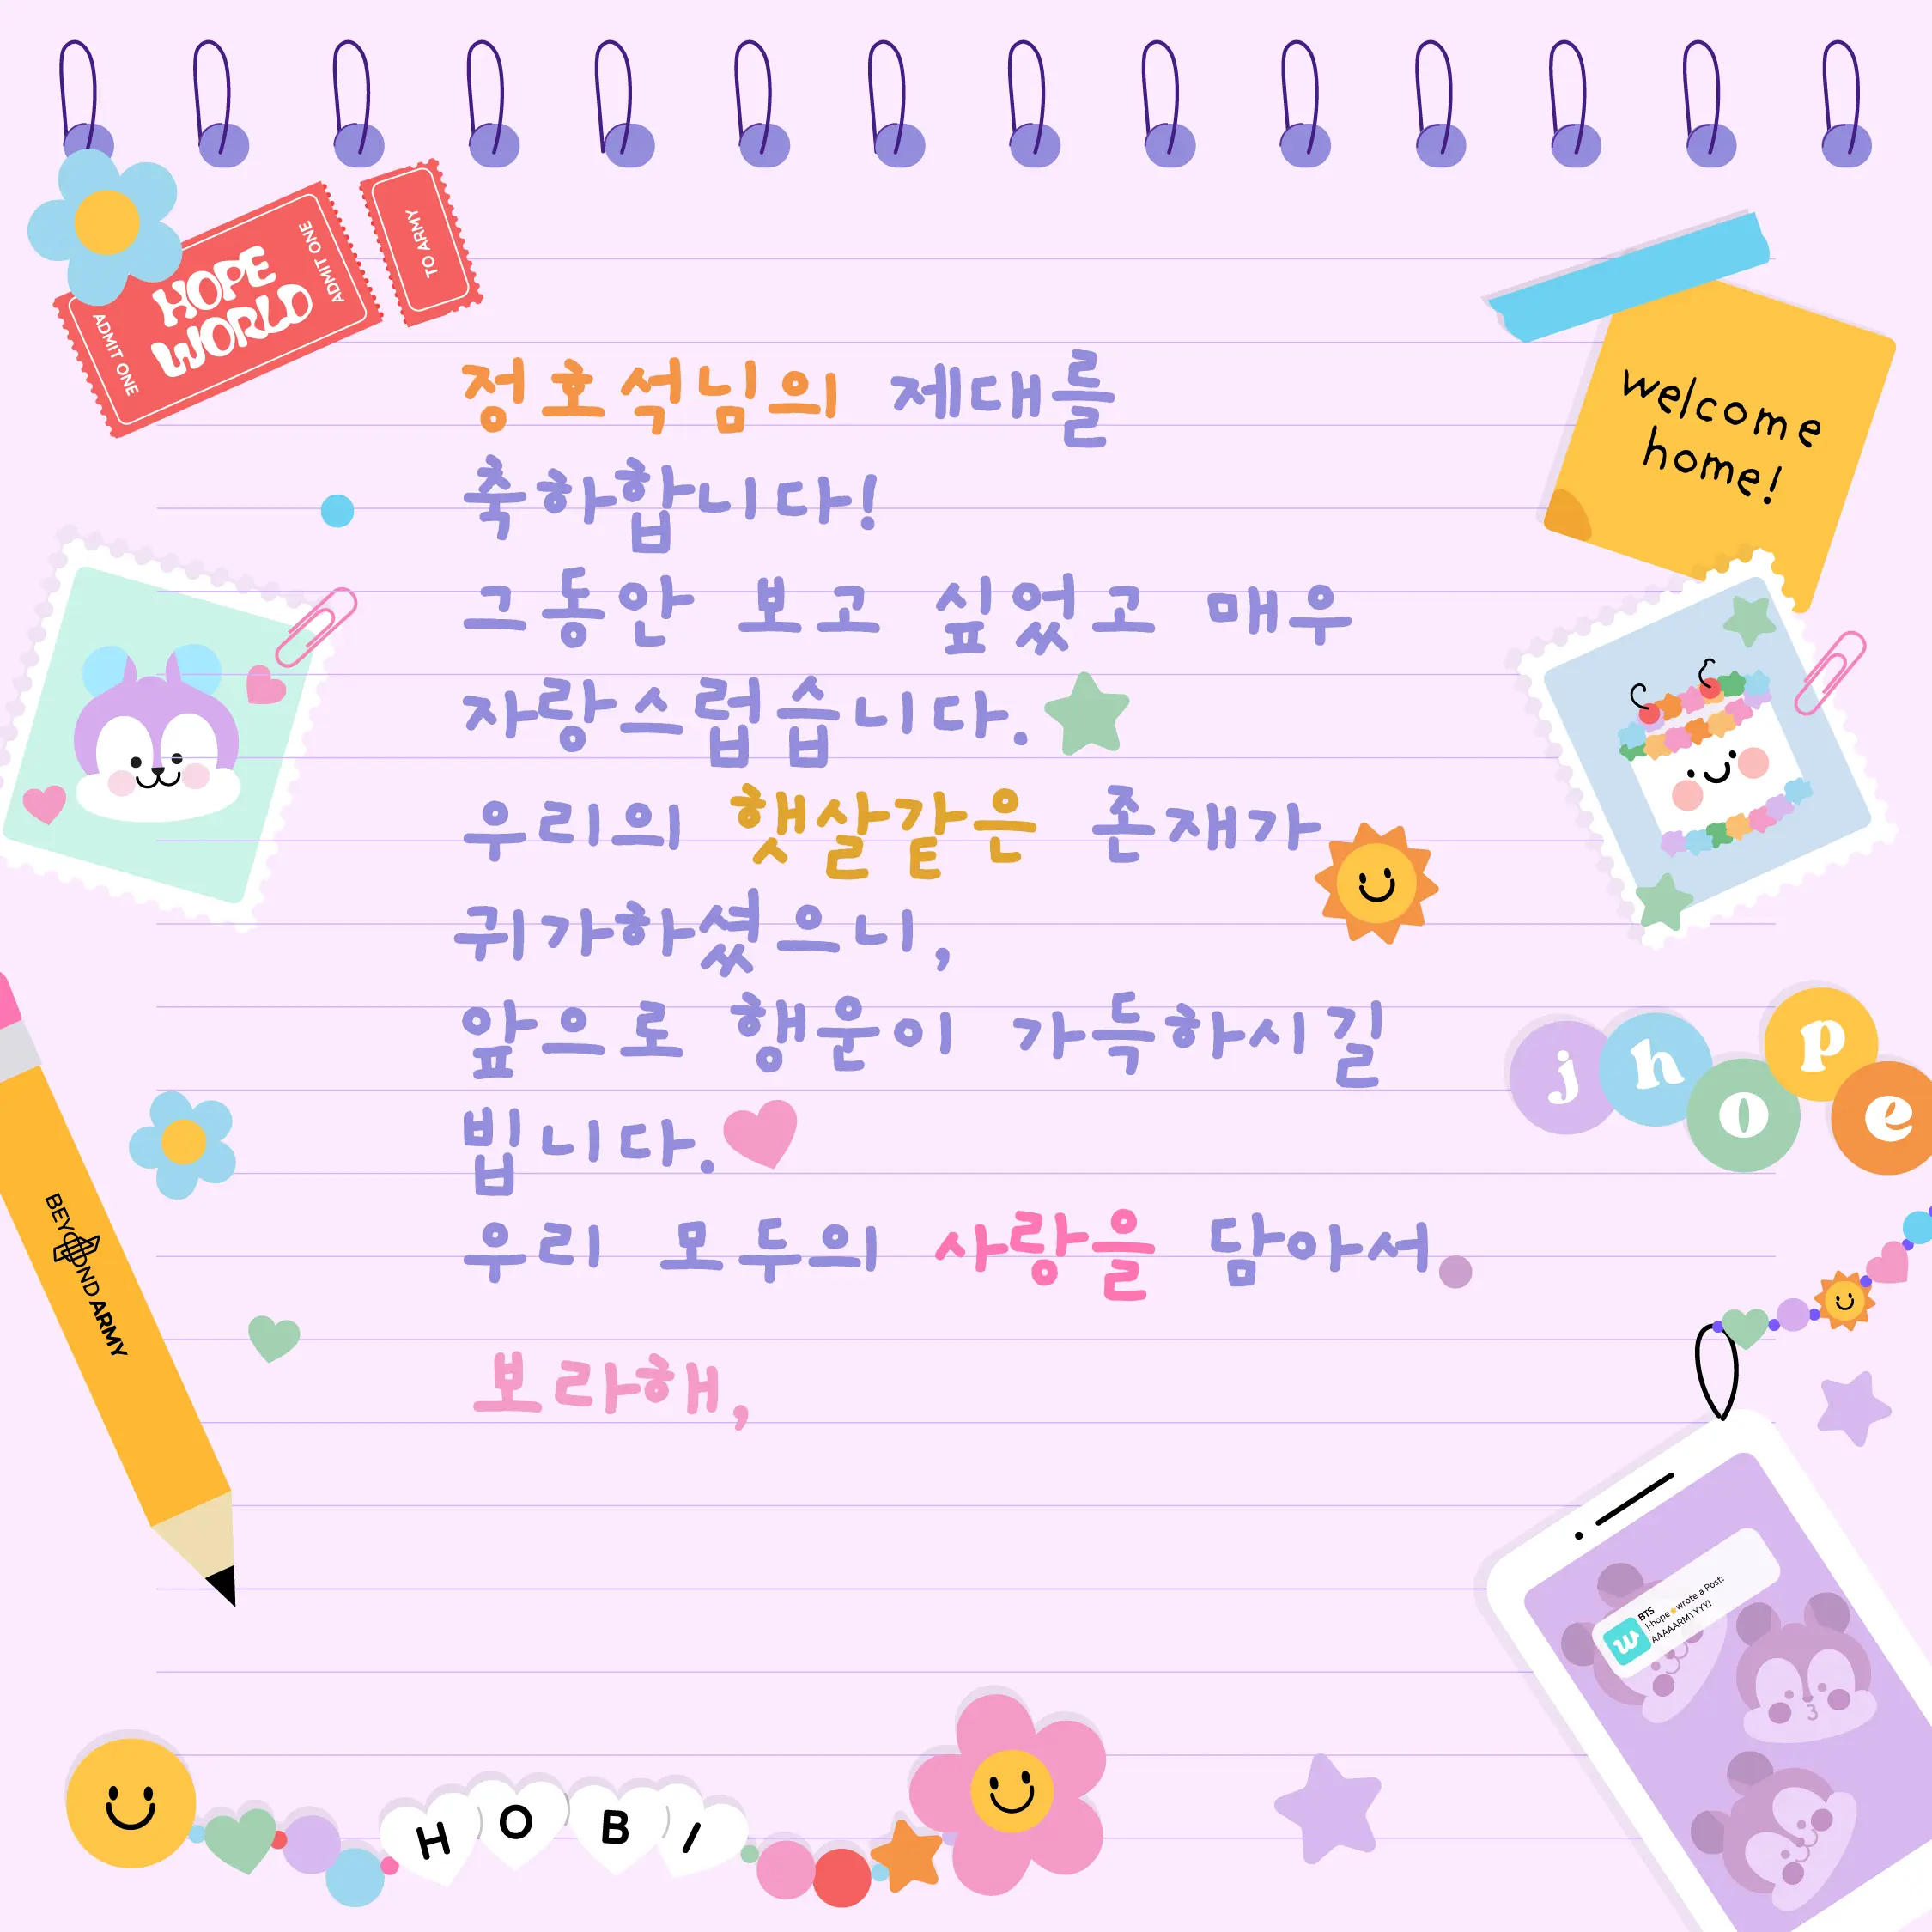 HOPE
WORLD
ADMIT ONE
ADMIT ONE
TO ARMY
welcome
home!
정호석님의 제대를
축하합니다!
그동안 보고 싶었고 매우
자랑스럽습니다.
우리의 햇살같은 존재가
귀가하셨으니,
앞으로 행운이 가득하시길
빕니다.
우리 모두의 사랑을 담아서
보라해,
jhope
BEYOND ARMY
BTS
j-hope wrote a Post:
AAAAARMYYYY!
HOBI